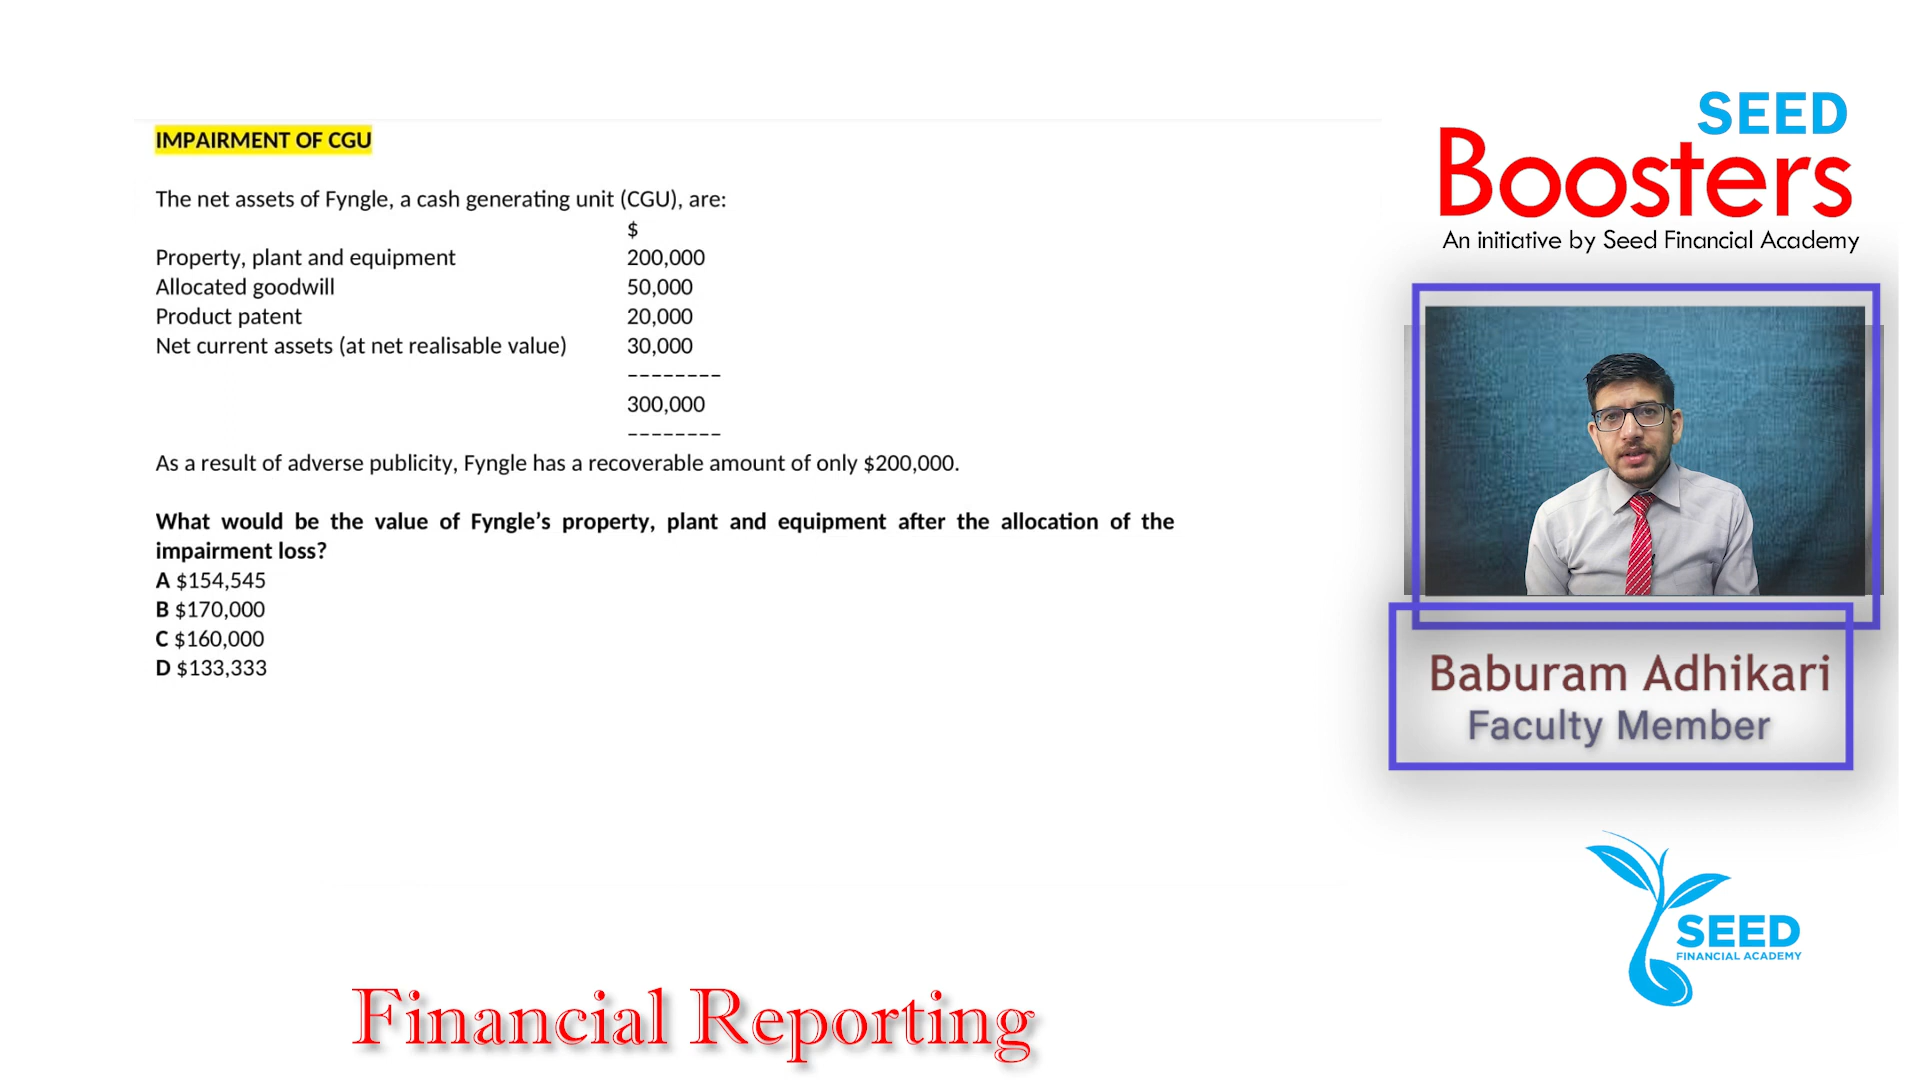 IMPAIRMENT OF CGU
The net assets of Fyngle, a cash generating unit (CGU), are:
$
Property, plant and equipment 200,000
Allocated goodwill 50,000
Product patent 20,000
Net current assets (at net realisable value) 30,000
––––––––
300,000
––––––––
As a result of adverse publicity, Fyngle has a recoverable amount of only $200,000.
What would be the value of Fyngle’s property, plant and equipment after the allocation of the
impairment loss?
A $154,545
B $170,000
C $160,000
D $133,333
SEED
Boosters
An initiative by Seed Financial Academy
Baburam Adhikari
Faculty Member
SEED
FINANCIAL ACADEMY
Financial Reporting